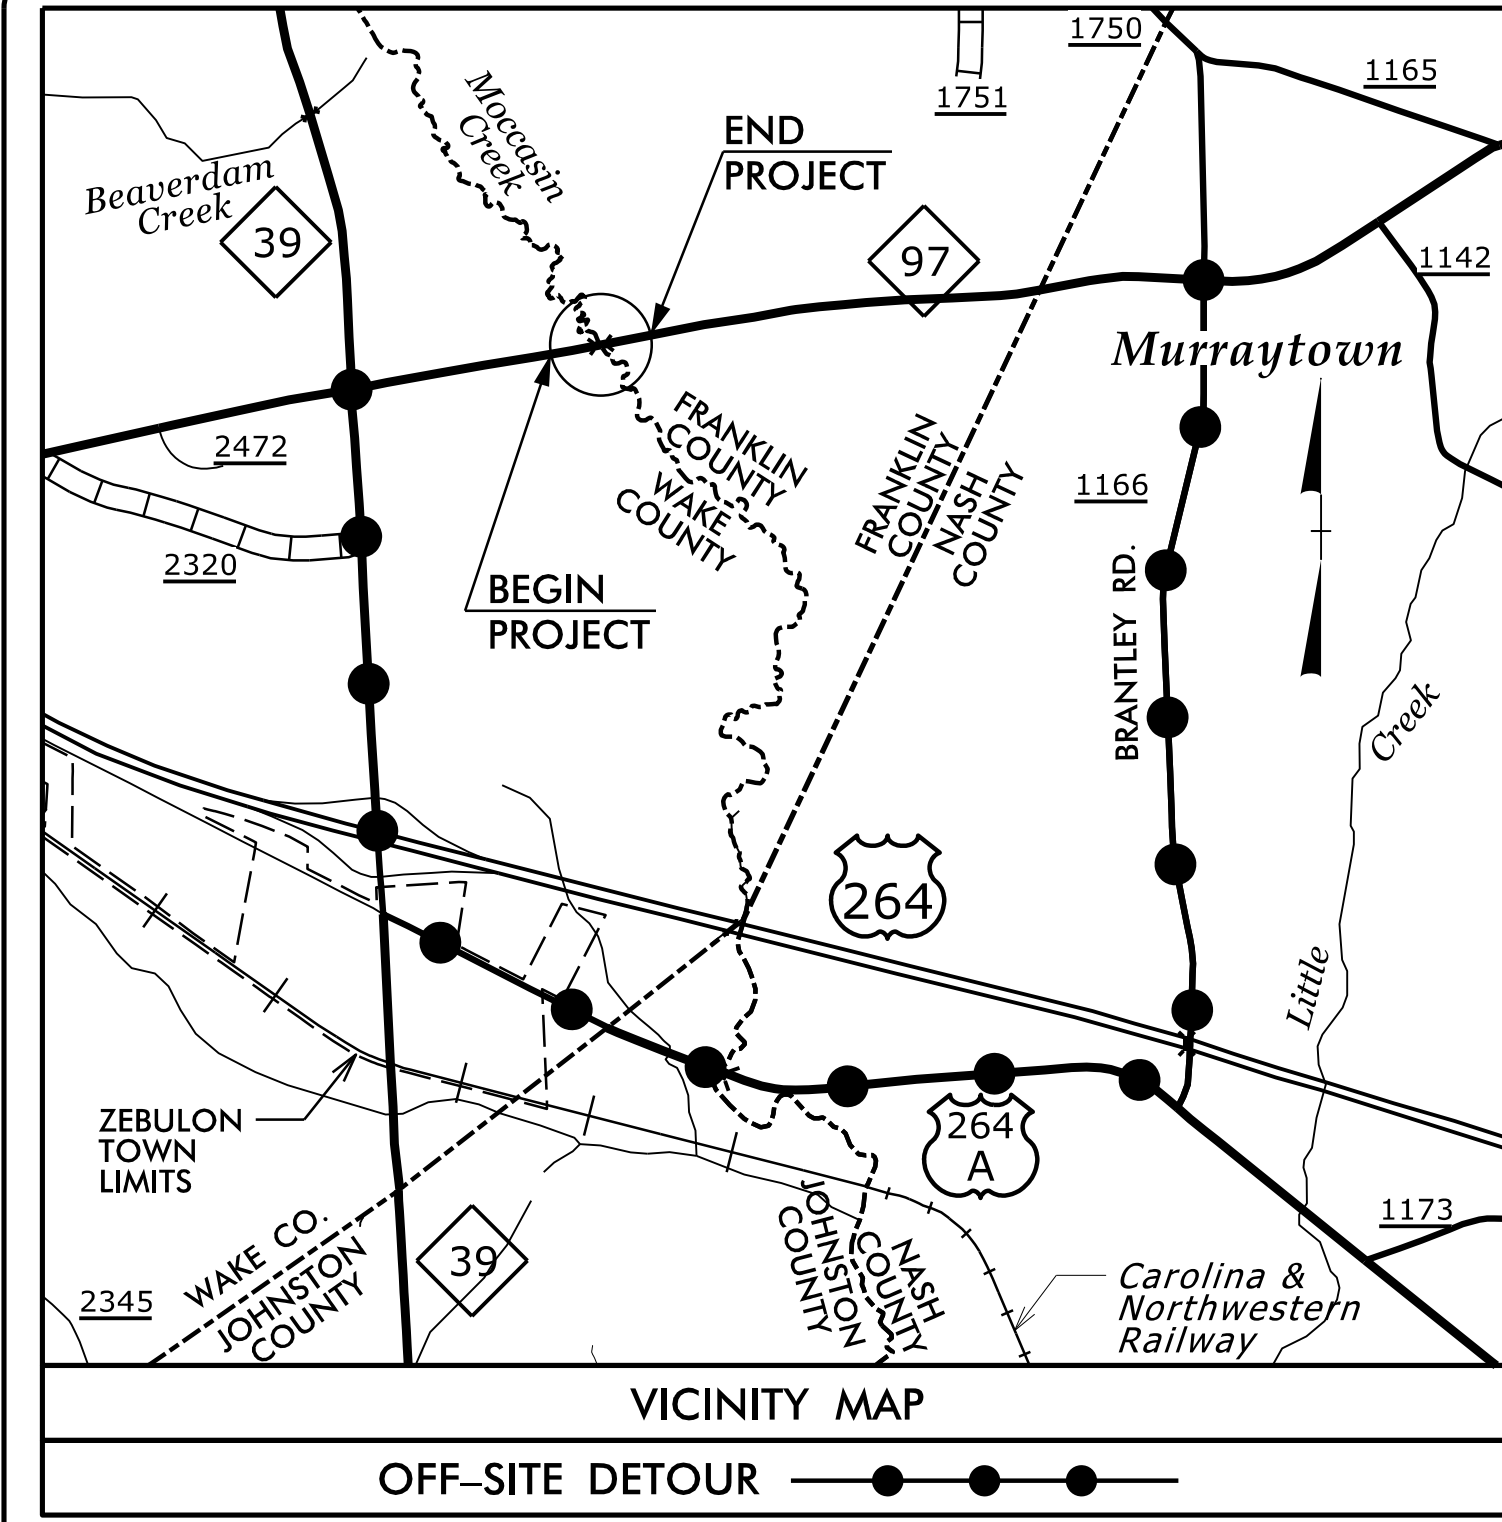 1750
1165
1751
Moccasin
Creek
END
PROJECT
Beaverdam
Creek
39
97
1142
Murraytown
FRANKLIN
COUNTY
WAKE
COUNTY
FRANKLIN
COUNTY
NASH
COUNTY
2472
1166
2320
BEGIN
PROJECT
BRANTLEY RD.
Creek
Little
264
264
A
ZEBULON
TOWN
LIMITS
WAKE CO.
JOHNSTON
COUNTY
39
JOHNSTON
COUNTY
NASH
COUNTY
1173
2345
Carolina &
Northwestern
Railway
VICINITY MAP
OFF-SITE DETOUR